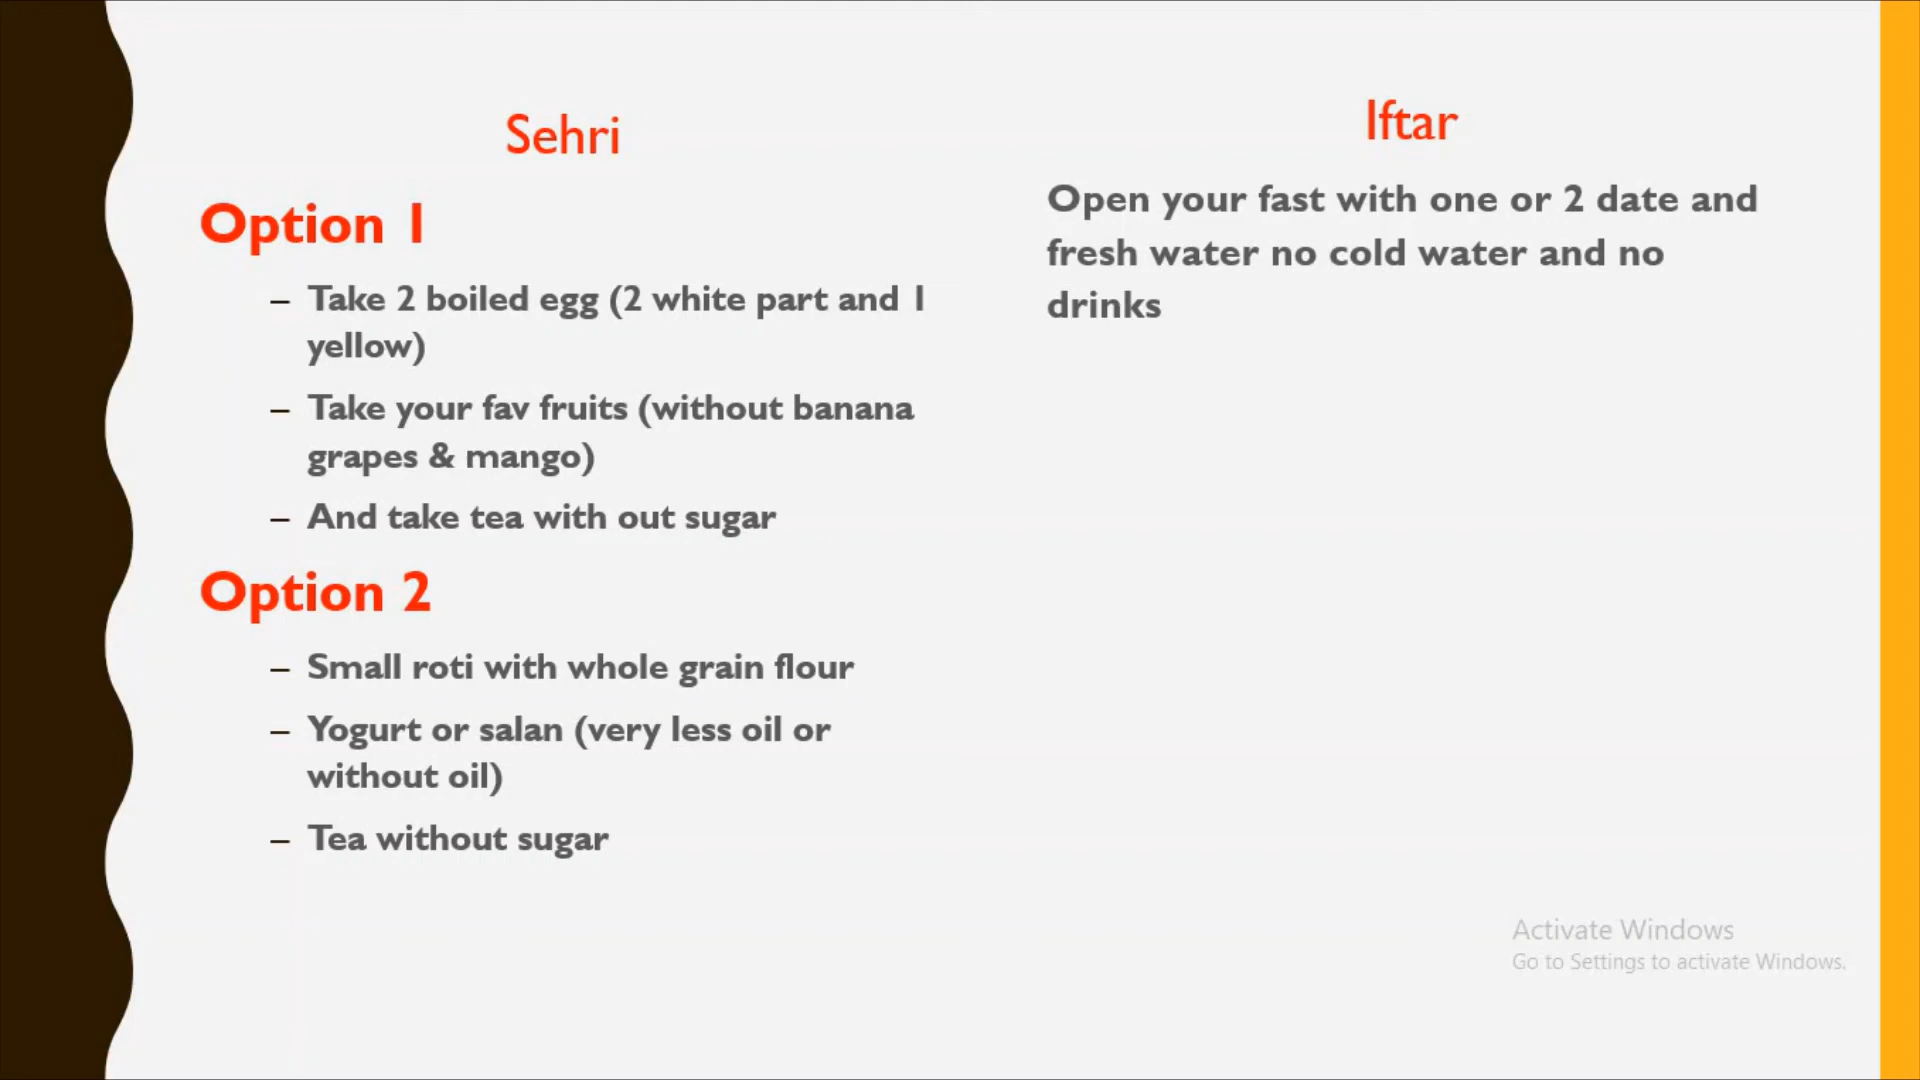 Sehri
Option 1
– Take 2 boiled egg (2 white part and 1
yellow)
– Take your fav fruits (without banana
grapes & mango)
– And take tea with out sugar
Option 2
– Small roti with whole grain flour
– Yogurt or salan (very less oil or
without oil)
– Tea without sugar
Iftar
Open your fast with one or 2 date and
fresh water no cold water and no
drinks
Activate Windows
Go to Settings to activate Windows.